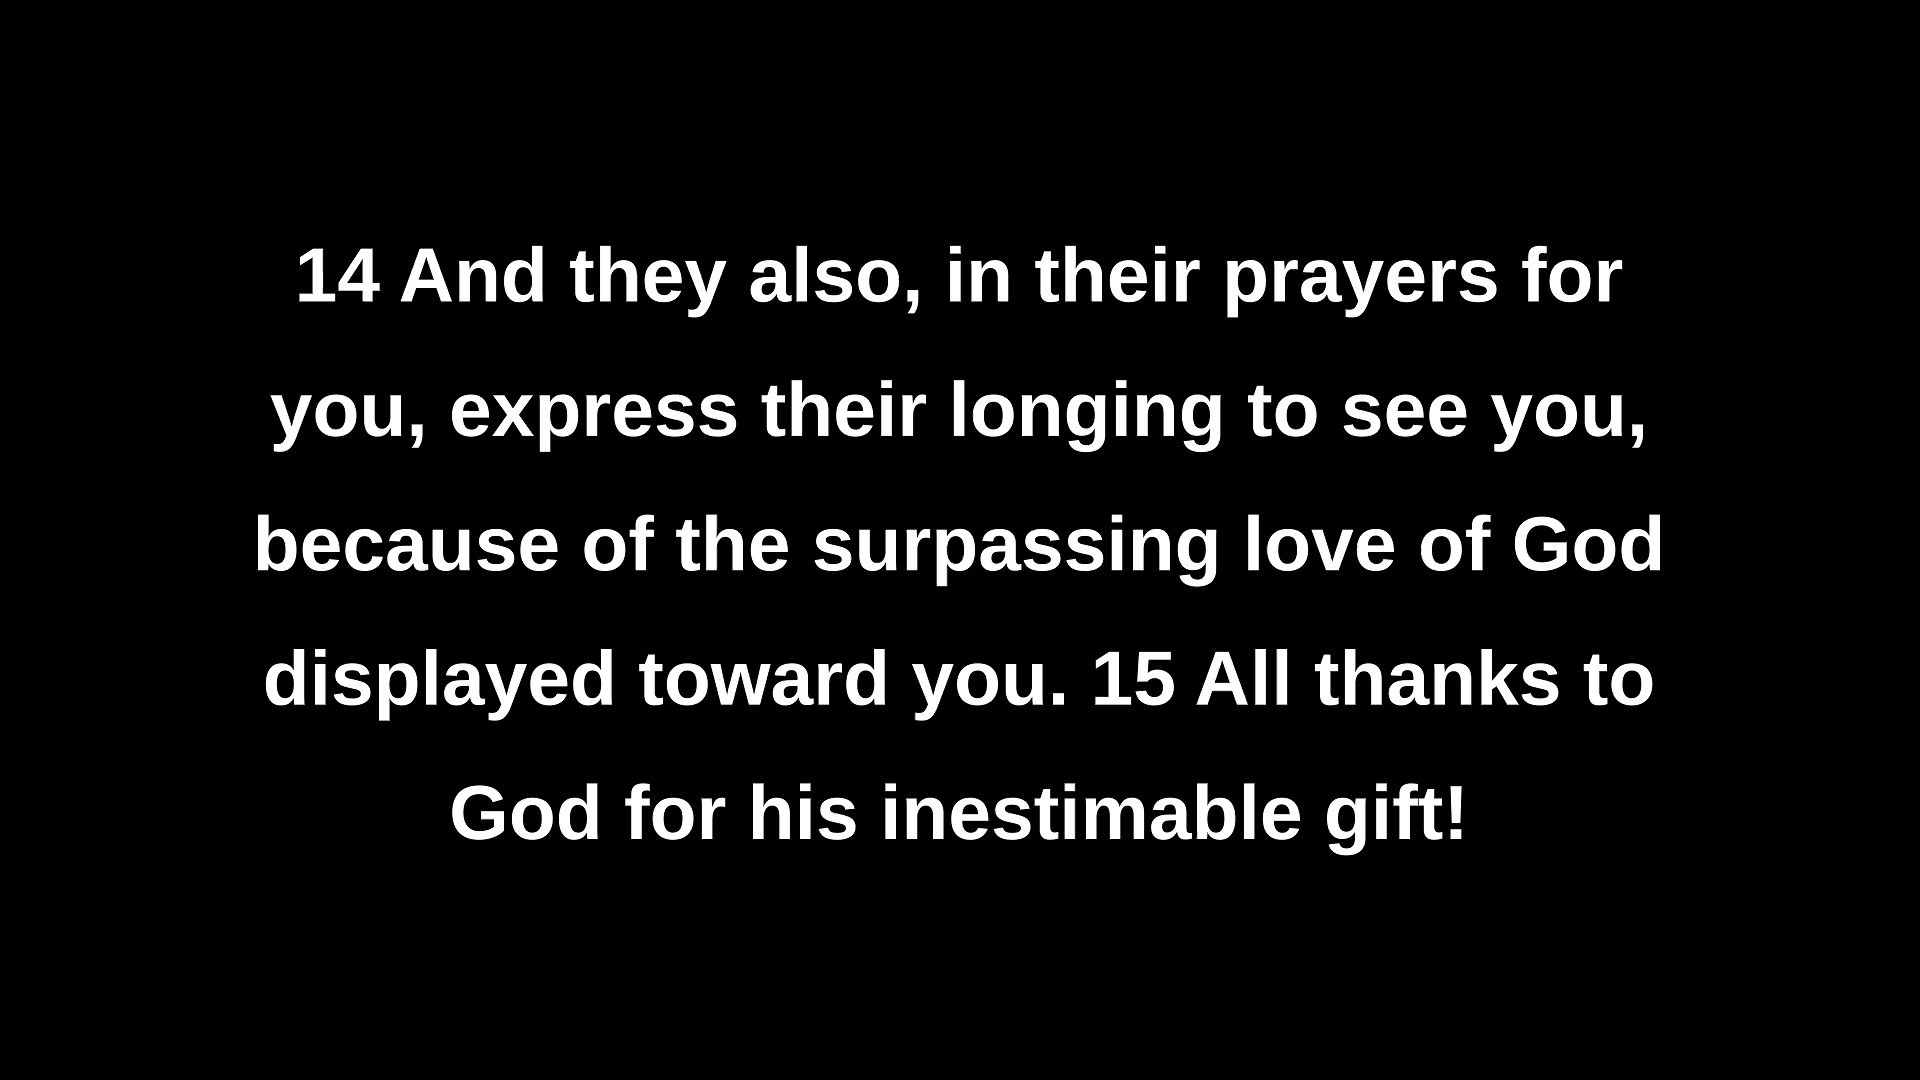 14 And they also, in their prayers for
you, express their longing to see you,
because of the surpassing love of God
displayed toward you. 15 All thanks to
God for his inestimable gift!